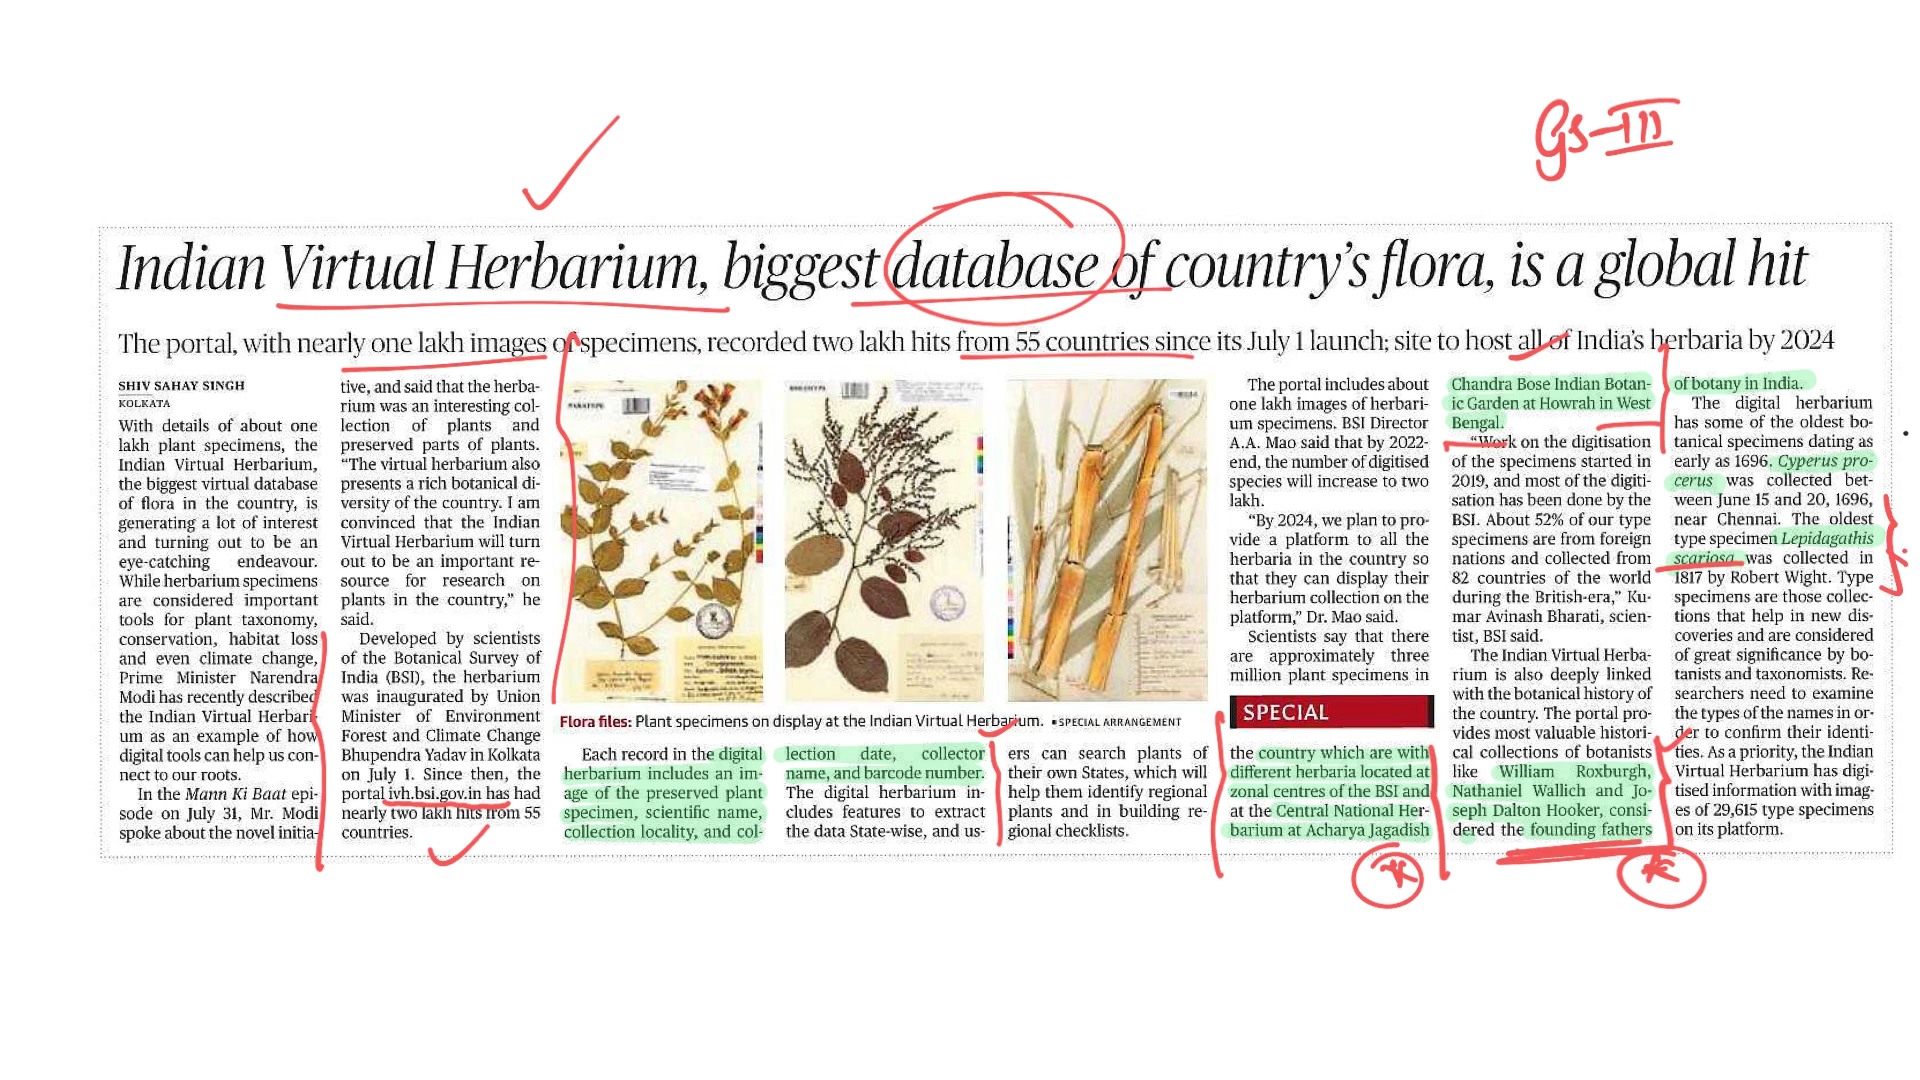 GS-III
Indian Virtual Herbarium, biggest database of country's flora, is a global hit
The portal, with nearly one lakh images of specimens, recorded two lakh hits from 55 countries since its July 1 launch; site to host all of India's herbaria by 2024
SHIV SAHAY SINGH
KOLKATA
With details of about one
lakh plant specimens, the
Indian Virtual Herbarium,
the biggest virtual database
of flora in the country, is
generating a lot of interest
and turning out to be an
eye-catching endeavour.
While herbarium specimens
are considered important
tools for plant taxonomy,
conservation, habitat loss
and even climate change,
Prime Minister Narendra
Modi has recently described
the Indian Virtual Herbari-
um as an example of how
digital tools can help us con-
nect to our roots.
In the Mann Ki Baat epi-
sode on July 31, Mr. Modi
spoke about the novel initia-
tive, and said that the herba-
rium was an interesting col-
lection of plants and
preserved parts of plants.
“The virtual herbarium also
presents a rich botanical di-
versity of the country. I am
convinced that the Indian
Virtual Herbarium will turn
out to be an important re-
source for research on
plants in the country,” he
said.
Developed by scientists
of the Botanical Survey of
India (BSI), the herbarium
was inaugurated by Union
Minister of Environment
Forest and Climate Change
Bhupendra Yadav in Kolkata
on July 1. Since then, the
portal ivh.bsi.gov.in has had
nearly two lakh hits from 55
countries.
Flora files: Plant specimens on display at the Indian Virtual Herbarium. ▪SPECIAL ARRANGEMENT
Each record in the digital
herbarium includes an im-
age of the preserved plant
specimen, scientific name,
collection locality, and col-
lection date, collector
name, and barcode number.
The digital herbarium in-
cludes features to extract
the data State-wise, and us-
ers can search plants of
their own States, which will
help them identify regional
plants and in building re-
gional checklists.
The portal includes about
one lakh images of herbari-
um specimens. BSI Director
A.A. Mao said that by 2022-
end, the number of digitised
species will increase to two
lakh.
“By 2024, we plan to pro-
vide a platform to all the
herbaria in the country so
that they can display their
herbarium collection on the
platform,” Dr. Mao said.
Scientists say that there
are approximately three
million plant specimens in
SPECIAL
the country which are with
different herbaria located at
zonal centres of the BSI and
at the Central National Her-
barium at Acharya Jagadish
Chandra Bose Indian Botan-
ic Garden at Howrah in West
Bengal.
“Work on the digitisation
of the specimens started in
2019, and most of the digiti-
sation has been done by the
BSI. About 52% of our type
specimens are from foreign
nations and collected from
82 countries of the world
during the British-era,” Ku-
mar Avinash Bharati, scien-
tist, BSI said.
The Indian Virtual Herba-
rium is also deeply linked
with the botanical history of
the country. The portal pro-
vides most valuable histori-
cal collections of botanists
like William Roxburgh,
Nathaniel Wallich and Jo-
seph Dalton Hooker, consi-
dered the founding fathers
of botany in India.
The digital herbarium
has some of the oldest bo-
tanical specimens dating as
early as 1696. Cyperus pro-
cerus was collected bet-
ween June 15 and 20, 1696,
near Chennai. The oldest
type specimen Lepidagathis
scariosa was collected in
1817 by Robert Wight. Type
specimens are those collec-
tions that help in new dis-
coveries and are considered
of great significance by bo-
tanists and taxonomists. Re-
searchers need to examine
the types of the names in or-
der to confirm their identi-
ties. As a priority, the Indian
Virtual Herbarium has digi-
tised information with imag-
es of 29,615 type specimens
on its platform.